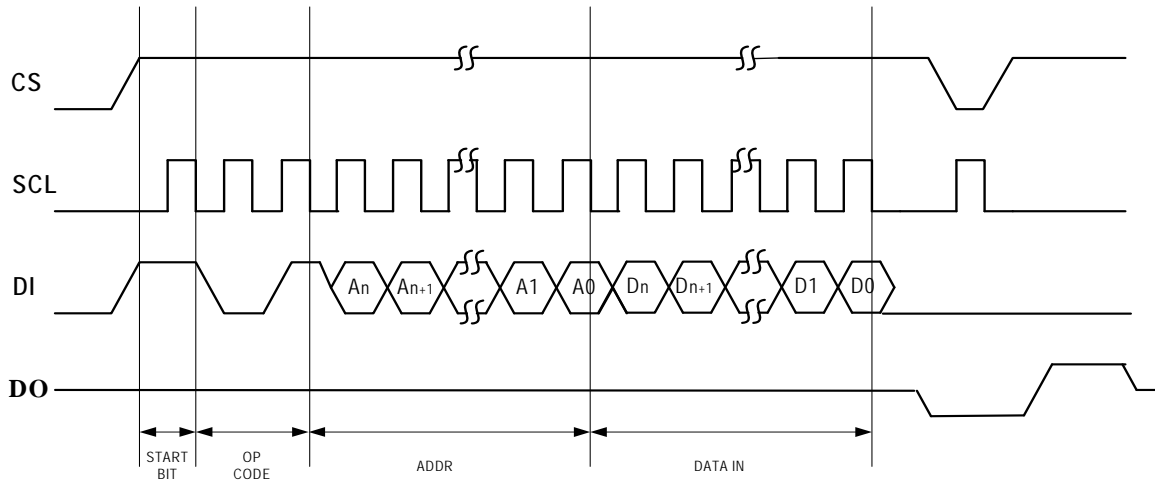 CS
SCL
DI
An An+1 A1 A0 Dn Dn+1 D1 D0
DO
START
BIT
OP
CODE
ADDR
DATA IN